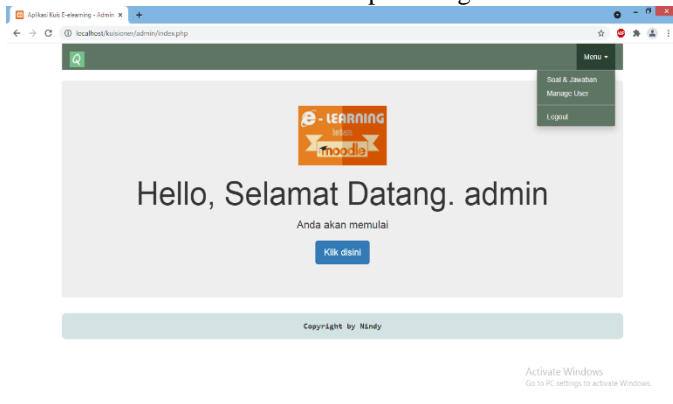 Aplikasi Kuis E-elearning - Admin
localhost/kuisioner/admin/index.php
Q
Menu
Soal & Jawaban
Manage User
Logout
e - LEARNING
moodle
Hello, Selamat Datang. admin
Anda akan memulai
Klik disini
Copyright by Nindy
Activate Windows
Go to PC settings to activate Windows.